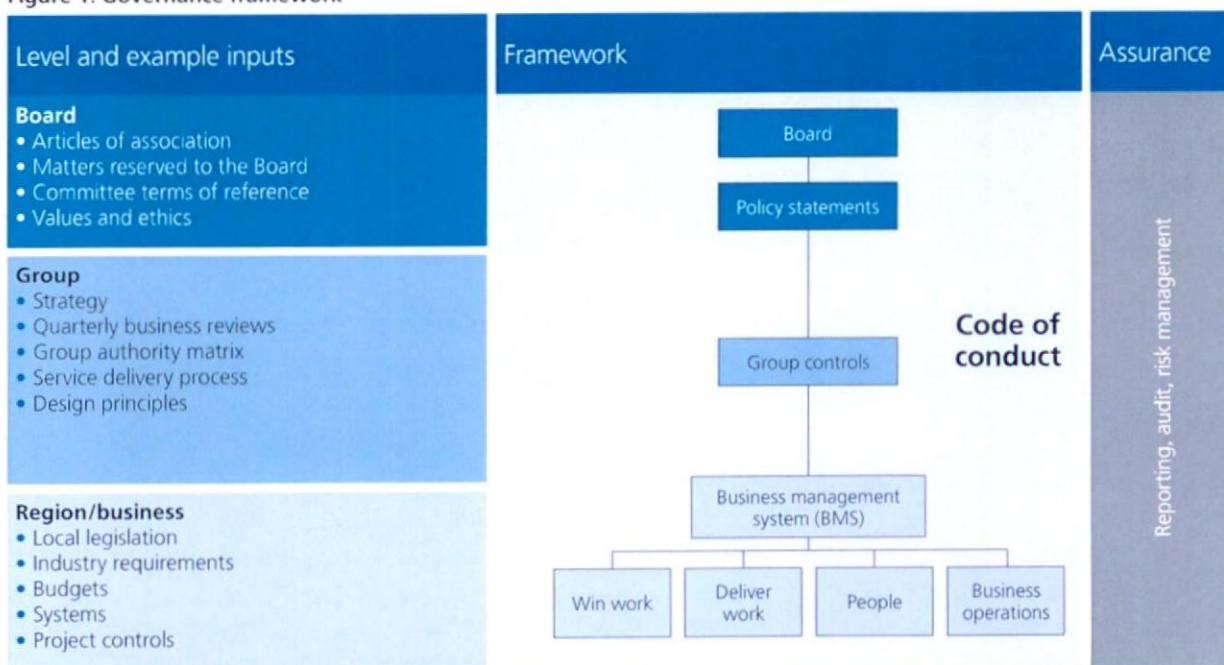 Level and example inputs
Board
• Articles of association
• Matters reserved to the Board
• Committee terms of reference
• Values and ethics
Group
• Strategy
• Quarterly business reviews
• Group authority matrix
• Service delivery process
• Design principles
Region/business
• Local legislation
• Industry requirements
• Budgets
• Systems
• Project controls
Framework
Board
Policy statements
Group controls
Code of
conduct
Business management
system (BMS)
Win work
Deliver
work
People
Business
operations
Assurance
Reporting, audit, risk management